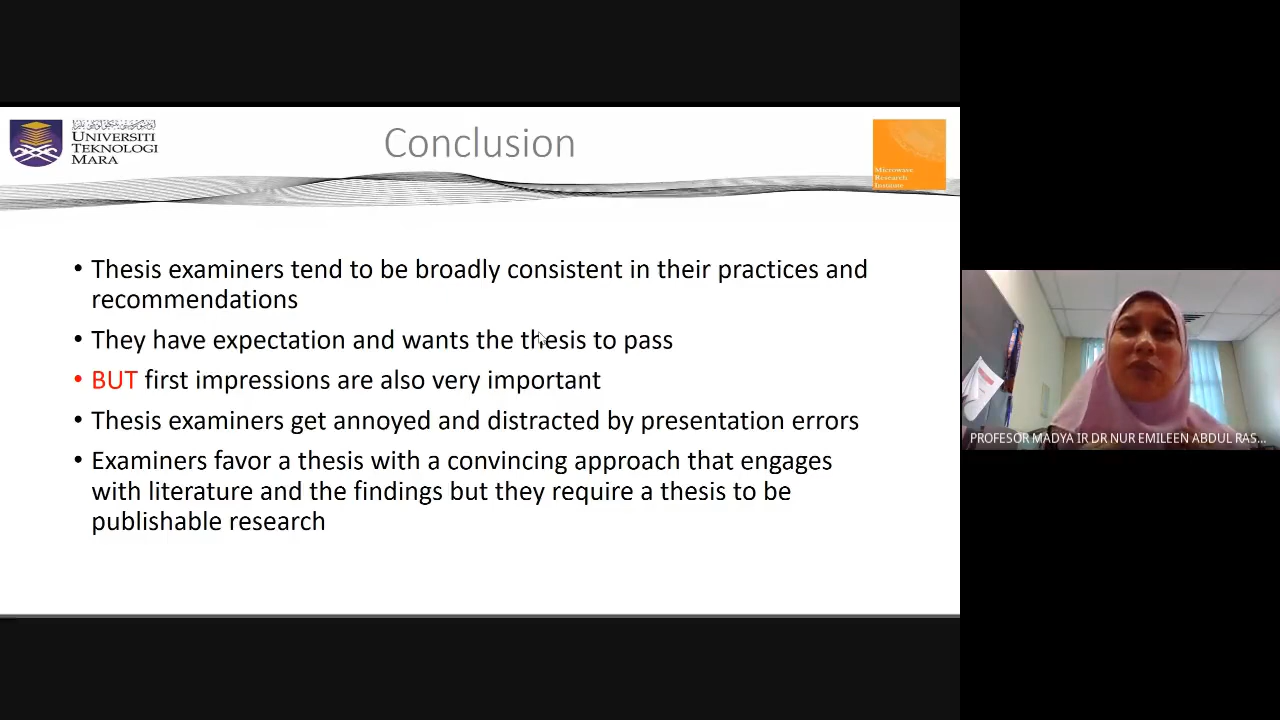 UNIVERSITI
TEKNOLOGI
MARA
Conclusion
Microwave
Research
Institute
• Thesis examiners tend to be broadly consistent in their practices and
recommendations
• They have expectation and wants the thesis to pass
• BUT first impressions are also very important
• Thesis examiners get annoyed and distracted by presentation errors
• Examiners favor a thesis with a convincing approach that engages
with literature and the findings but they require a thesis to be
publishable research
PROFESOR MADYA IR DR NUR EMILEEN ABDUL RAS...